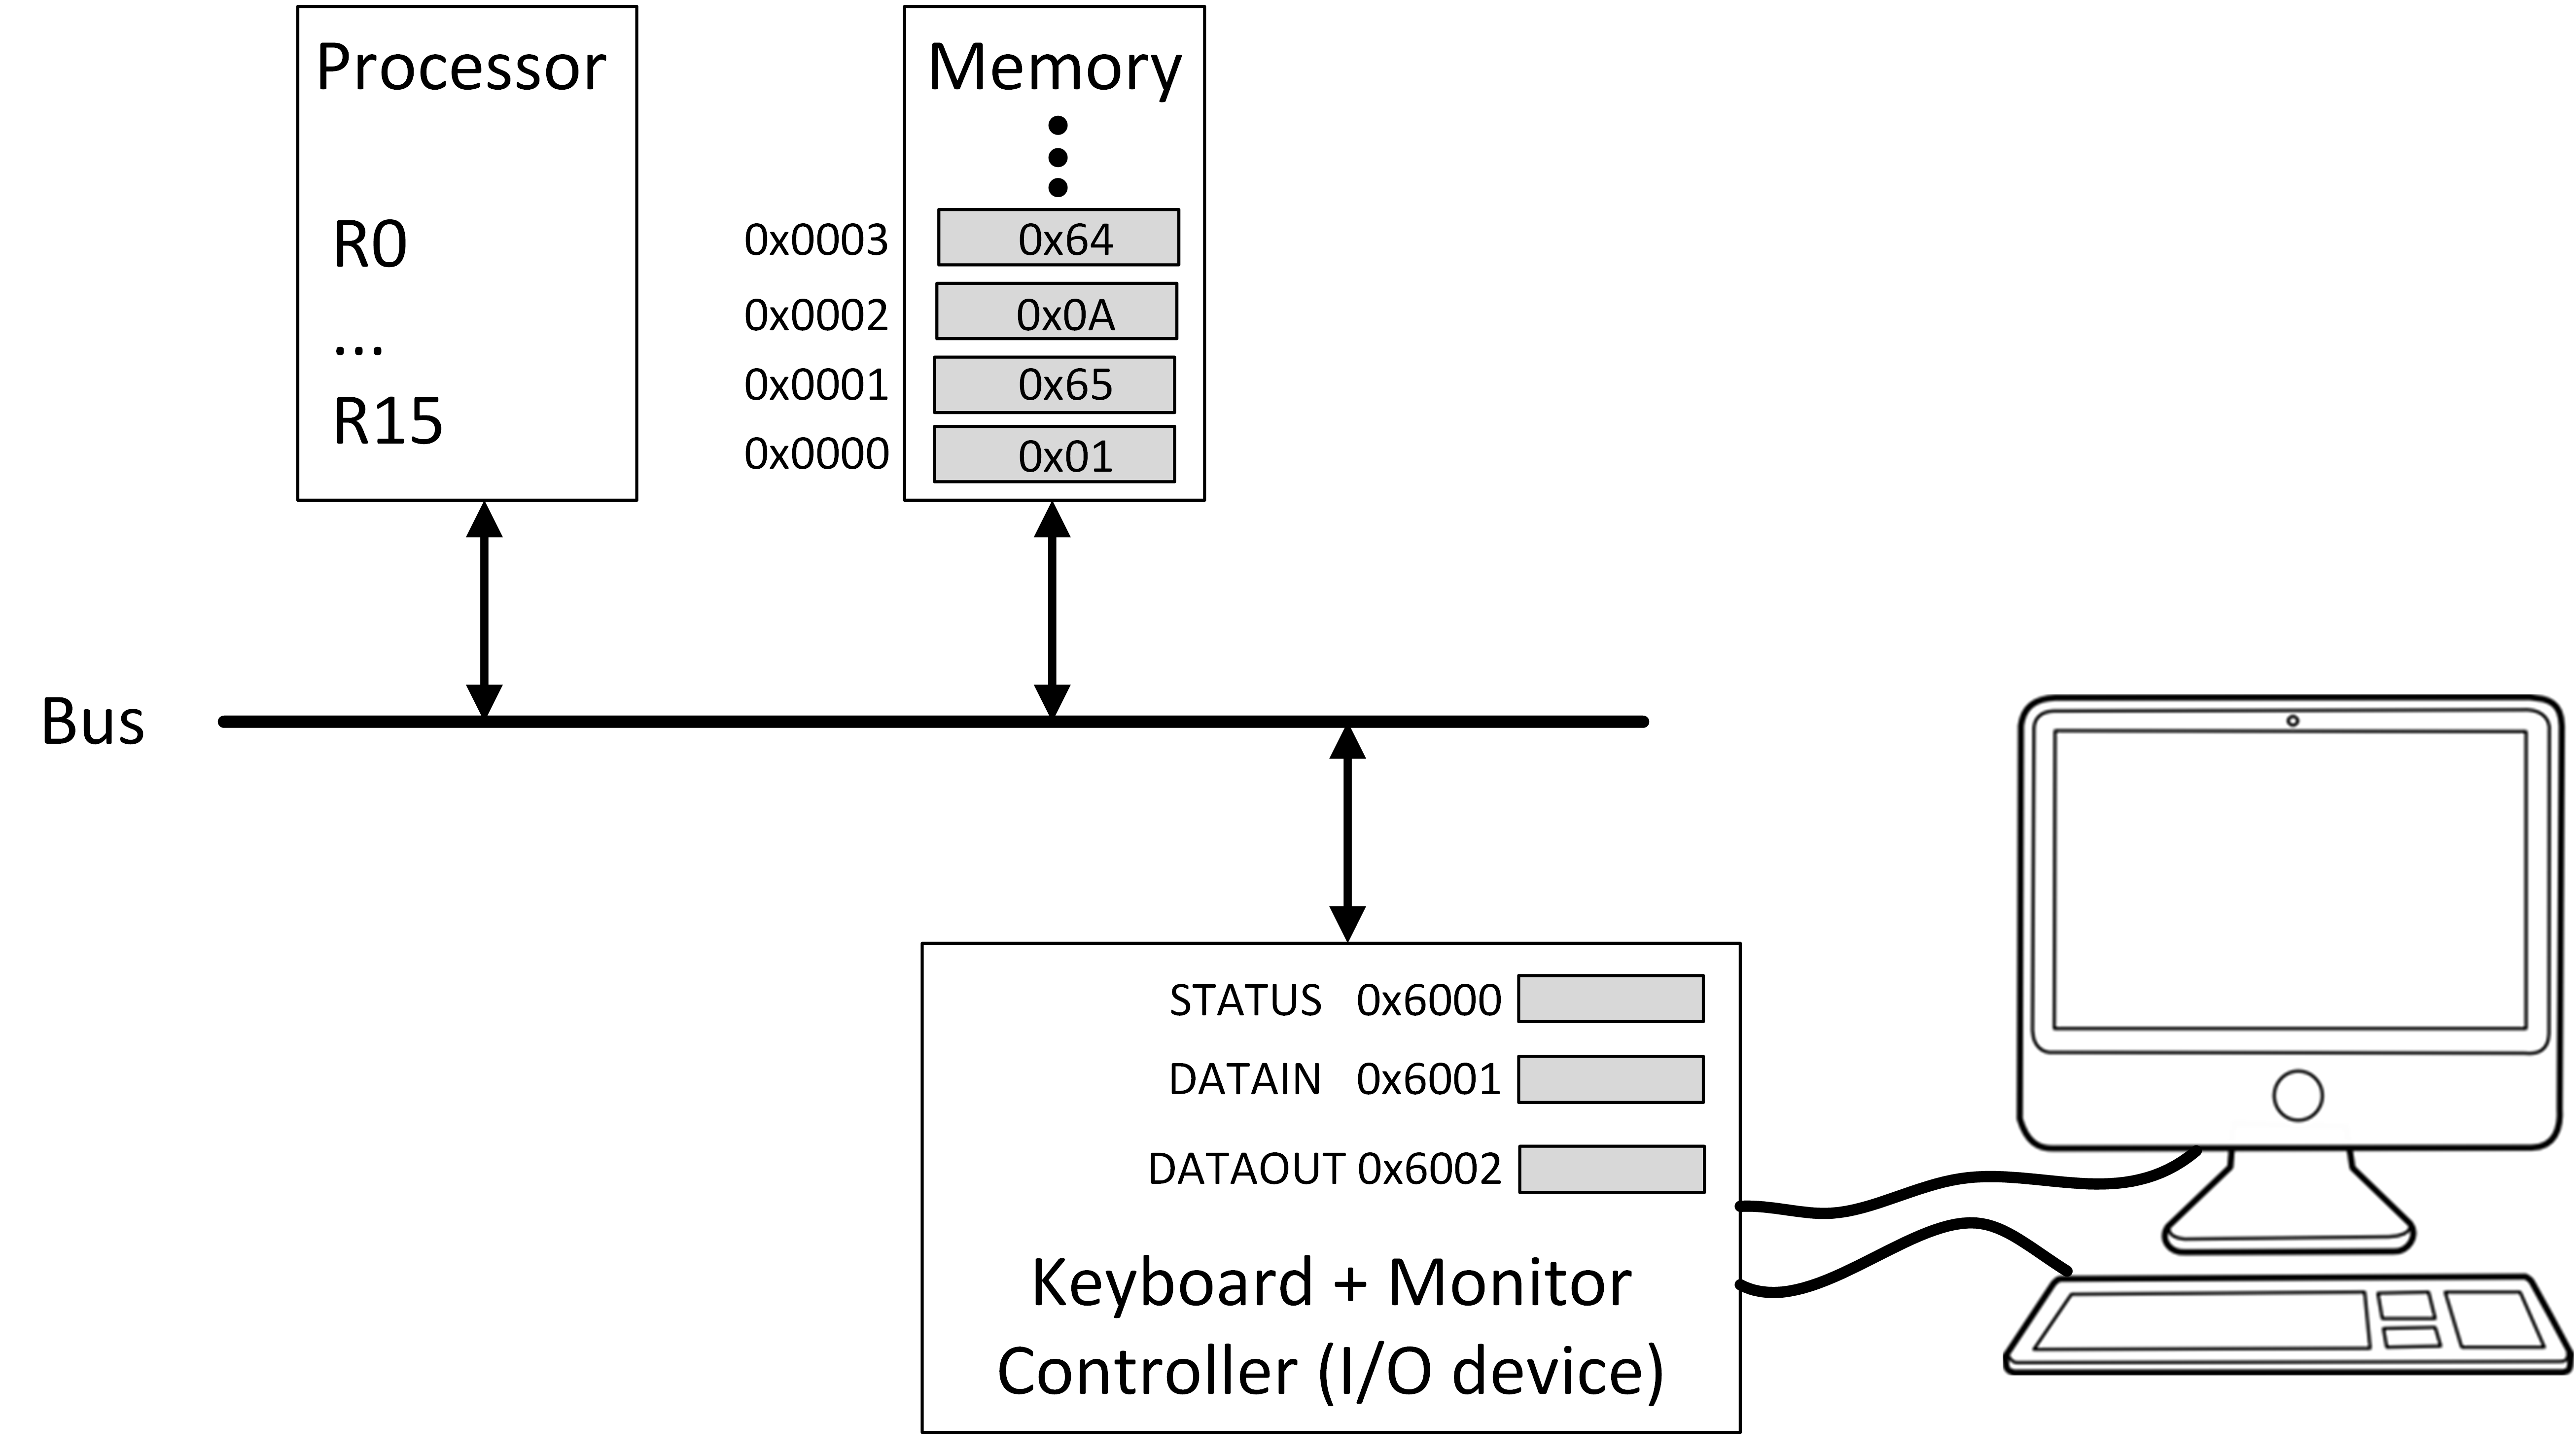 Processor
R0
...
R15
Memory
0x0003 0x64
0x0002 0x0A
0x0001 0x65
0x0000 0x01
Bus
STATUS 0x6000
DATAIN 0x6001
DATAOUT 0x6002
Keyboard + Monitor
Controller (I/O device)